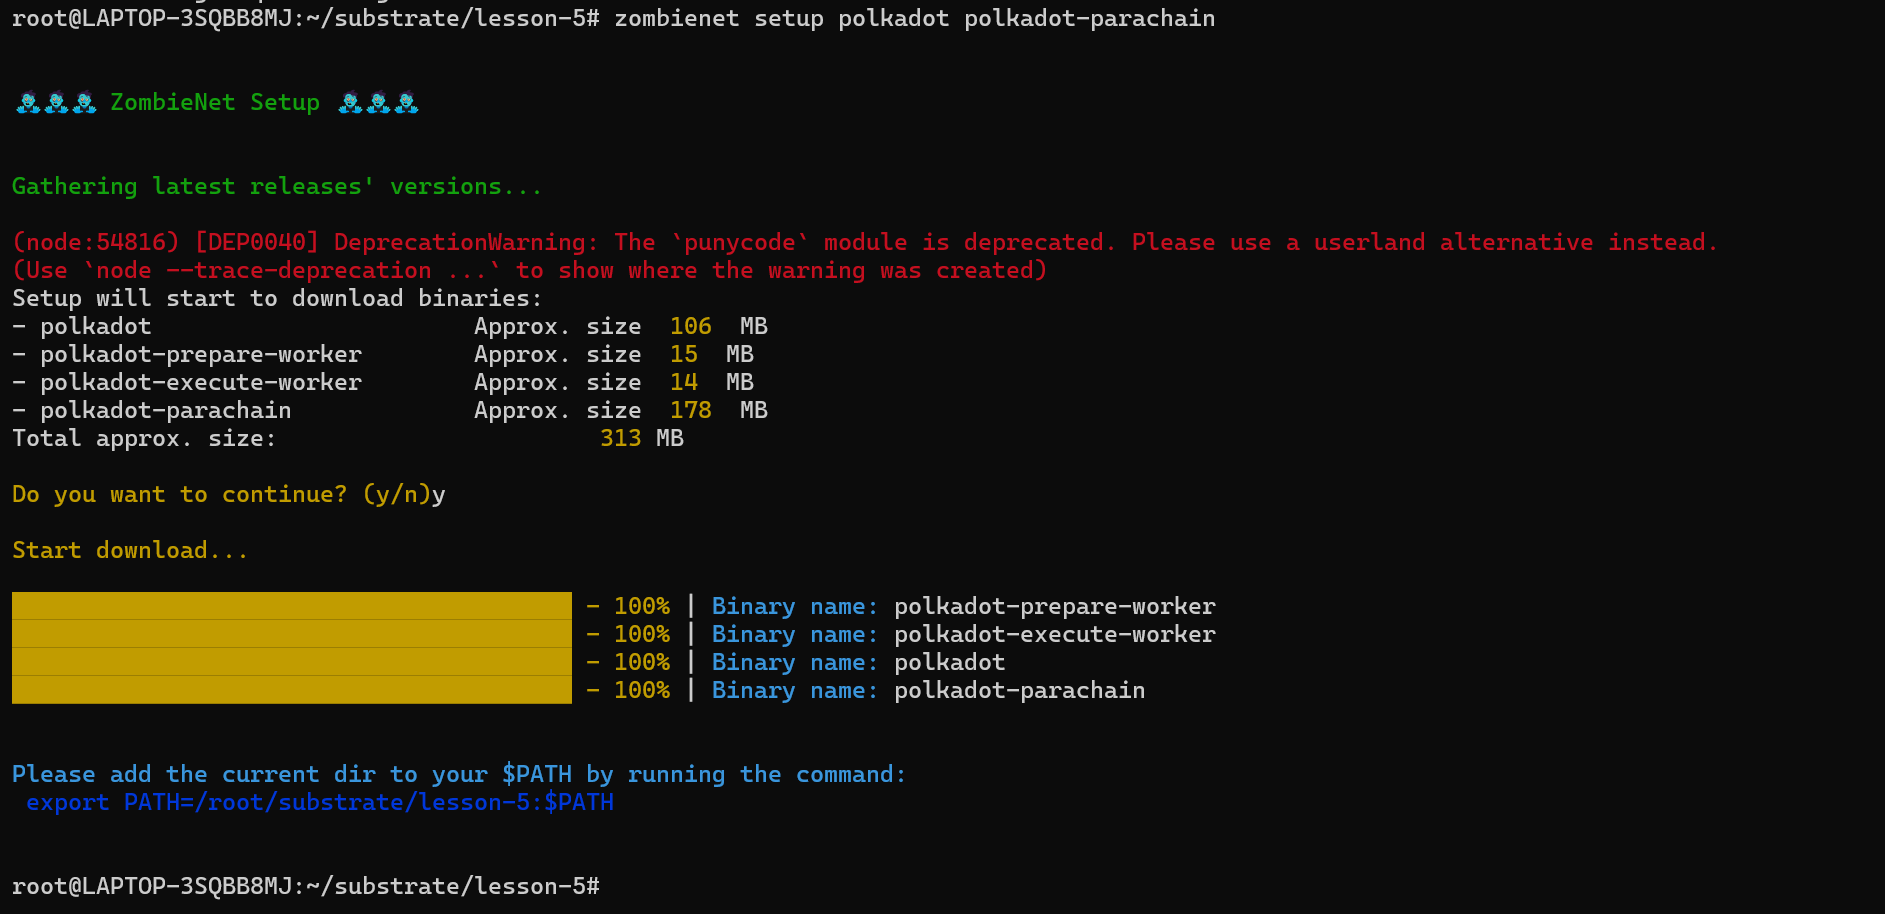 root@LAPTOP-3SQBB8MJ:~/substrate/lesson-5# zombienet setup polkadot polkadot-parachain
🧟🧟🧟 ZombieNet Setup 🧟🧟🧟
Gathering latest releases' versions...
(node:54816) [DEP0040] DeprecationWarning: The `punycode` module is deprecated. Please use a userland alternative instead.
(Use `node --trace-deprecation ...` to show where the warning was created)
Setup will start to download binaries:
- polkadot Approx. size 106 MB
- polkadot-prepare-worker Approx. size 15 MB
- polkadot-execute-worker Approx. size 14 MB
- polkadot-parachain Approx. size 178 MB
Total approx. size: 313 MB
Do you want to continue? (y/n)y
Start download...
- 100% | Binary name: polkadot-prepare-worker
- 100% | Binary name: polkadot-execute-worker
- 100% | Binary name: polkadot
- 100% | Binary name: polkadot-parachain
Please add the current dir to your $PATH by running the command:
export PATH=/root/substrate/lesson-5:$PATH
root@LAPTOP-3SQBB8MJ:~/substrate/lesson-5#